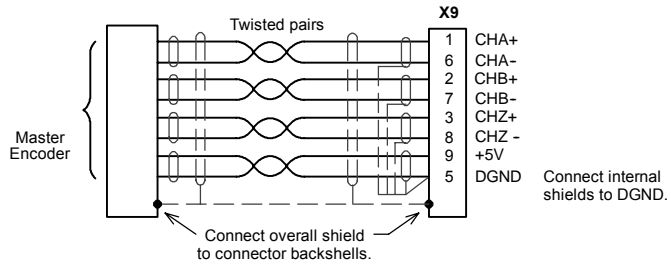 X9
Twisted pairs
1 CHA+
6 CHA-
2 CHB+
7 CHB-
3 CHZ+
8 CHZ -
9 +5V
5 DGND
Master
Encoder
Connect internal
shields to DGND.
Connect overall shield
to connector backshells.